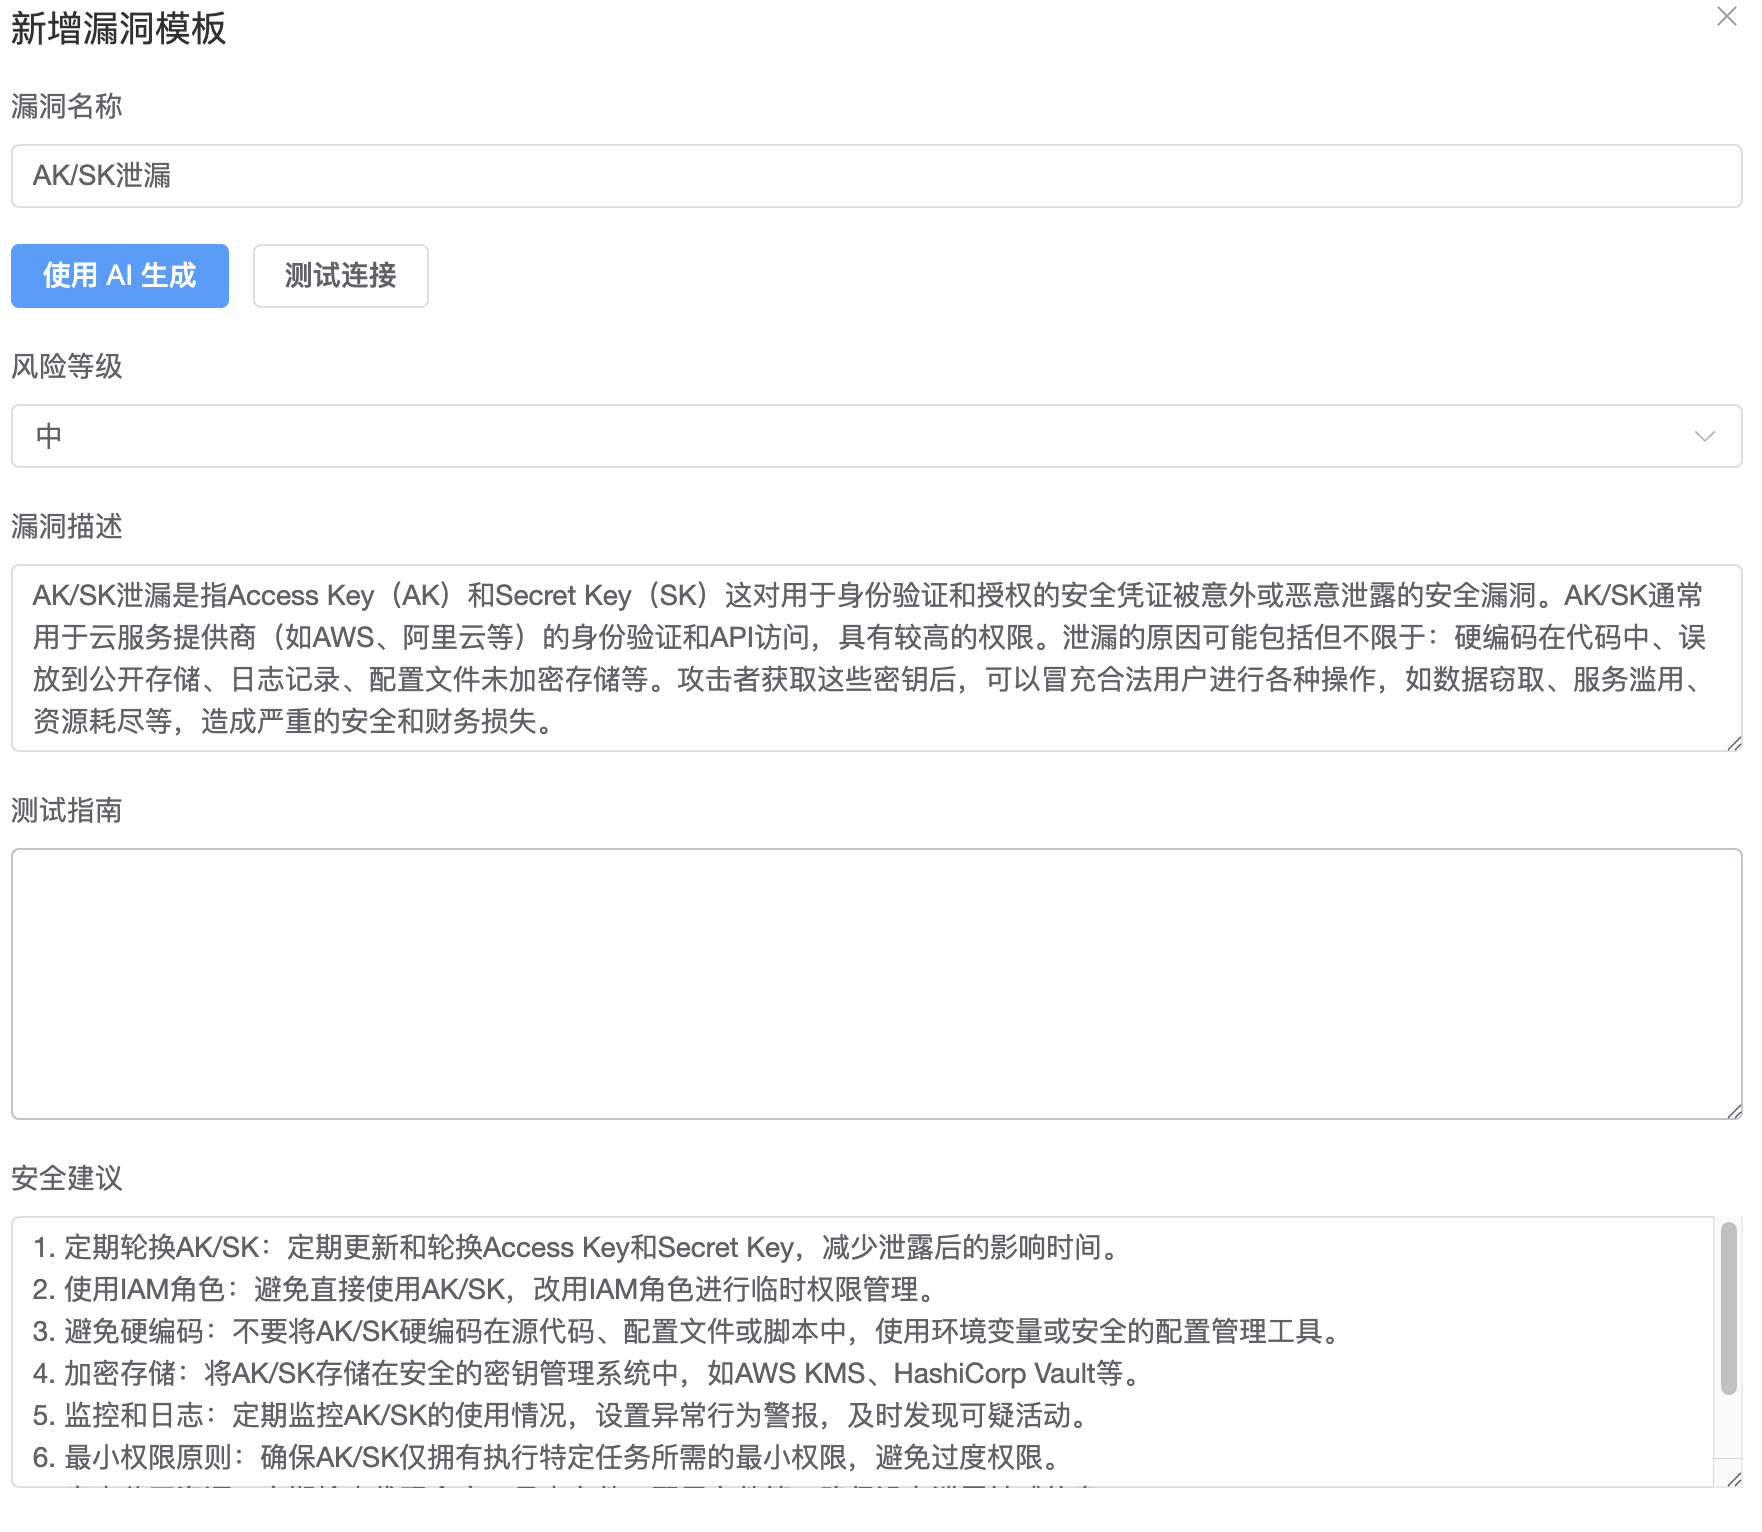 新增漏洞模板
漏洞名称
AK/SK泄漏
使用 AI 生成
测试连接
风险等级
中
漏洞描述
AK/SK泄漏是指Access Key（AK）和Secret Key（SK）这对用于身份验证和授权的安全凭证被意外或恶意泄露的安全漏洞。AK/SK通常
用于云服务提供商（如AWS、阿里云等）的身份验证和API访问，具有较高的权限。泄漏的原因可能包括但不限于：硬编码在代码中、误
放到公开存储、日志记录、配置文件未加密存储等。攻击者获取这些密钥后，可以冒充合法用户进行各种操作，如数据窃取、服务滥用、
资源耗尽等，造成严重的安全和财务损失。
测试指南
安全建议
1. 定期轮换AK/SK：定期更新和轮换Access Key和Secret Key，减少泄露后的影响时间。
2. 使用IAM角色：避免直接使用AK/SK，改用IAM角色进行临时权限管理。
3. 避免硬编码：不要将AK/SK硬编码在源代码、配置文件或脚本中，使用环境变量或安全的配置管理工具。
4. 加密存储：将AK/SK存储在安全的密钥管理系统中，如AWS KMS、HashiCorp Vault等。
5. 监控和日志：定期监控AK/SK的使用情况，设置异常行为警报，及时发现可疑活动。
6. 最小权限原则：确保AK/SK仅拥有执行特定任务所需的最小权限，避免过度权限。